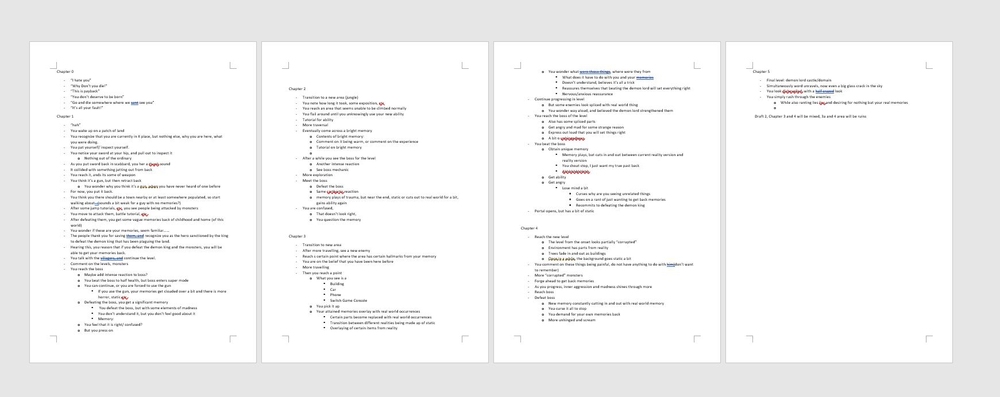 Chapter 0
- "I hate you"
- "Why Don't you die!"
- "This is payback"
- "You don't deserve to be born"
- "Go and die somewhere where we cant see you"
- "It's all your fault!"
Chapter 1
- "hah"
- You wake up on a patch of land
- You recognize that you are currently in X place, but nothing else, why you are here, what
you were doing.
- You pat yourself/ inspect yourself.
- You notice your sword at your hip, and pull out to inspect it
o Nothing out of the ordinary
- As you put sword back in scabbard, you her a thunk sound
- It collided with something jutting out from back
- You reach it, ands its some of weapon
- You think it's a gun, but then retract back
o You wonder why you think it's a gun, when you have never heard of one before
- For now, you put it back.
- You think you there should be a town nearby or at least somewhere populated, so start
walking about sounds a bit weak for a guy with no memories?)
- After some jump tutorials, etc, you see people being attacked by monsters
- You move to attack them, battle tutorial, etc.
- After defeating them, you get some vague memories back of childhood and home (of this
world)
- You wonder if these are your memories, seem familiar……
- The people thank you for saving them, and recognize you as the hero sanctioned by the king
to defeat the demon king that has been plaguing the land.
- Hearing this, you reason that if you defeat the demon king and the monsters, you will be
able to get your memories back.
- You talk with the villagers, and continue the level.
- Comment on the levels, monsters
- You reach the boss
o Maybe add intense reaction to boss?
o You beat the boss to half health, but boss enters super mode
o You can continue, or you are forced to use the gun
▪ If you use the gun, your memories get clouded over a bit and there is more
horror, static etc.
o Defeating the boss, you get a significant memory
▪ You defeat the boss, but with some elements of madness
▪ You don't understand it, but you don't feel good about it
▪ Memory:
o You feel that it is right/ confused?
o But you press on
Chapter 2
- Transition to a new area (jungle)
- You note how long it took, some exposition, etc
- You reach an area that seems unable to be climbed normally
- You flail around until you unknowingly use your new ability
- Tutorial for ability
- More traversal
- Eventually come across a bright memory
o Contents of bright memory:
o Comment on it being warm, or comment on the experience
o Tutorial on bright memory
o
- After a while you see the boss for the level
o Another intense reaction
o See boss mechanic
- More exploration
- Meet the boss
o Defeat the boss
o Same cathartic reaction
o memory plays of trauma, but near the end, static or cuts out to real world for a bit,
gains ability again
- You are confused,
o That doesn't look right,
o You question the memory
Chapter 3
- Transition to new area
- After more travelling, see a new enemy
- Reach s certain point where the area has certain hallmarks from your memory
- You are on the belief that you have been here before
- More travelling
- Then you reach a point
o What you see is a
▪ Building
▪ Car
▪ Phone
▪ Switch Game Console
o You pick it up
o Your attained memories overlay with real world occurrences
▪ Certain parts become replaced with real world occurrences
▪ Transition between different realities being made up of static
▪ Overlaying of certain items from reality
o You wonder what were those things, where were they from
▪ What does it have to do with you and your memories
▪ Doesn't understand, believes it's all a trick
▪ Reassures themselves that beating the demon lord will set everything right
▪ Nervous/anxious reassurance
- Continue progressing in level
o But some enemies look spliced with real world thing
o You wonder way aloud, and believed the demon lord strengthened them
- You reach the boss of the level
o Also has some spliced parts
o Get angry and mad for some strange reason
o Express out loud that you will set things right
o A bit o
- You beat the boss
o Obtain unique memory
▪ Memory plays, but cuts in and out between current reality version and
reality version
▪ You shout stop, I just want my true past back
▪
o Get ability
o Get angry
▪ Lose mind a bit
• Curses why are you seeing unrelated things
• Goes on a rant of just wanting to get back memories
• Recommits to defeating the demon king
- Portal opens, but has a bit of static
Chapter 4
- Reach the new level
o The level from the onset looks partially "corrupted"
o Environment has parts from reality
o Trees fade in and out as buildings
o Once in a while, the background goes static a bit
- You comment on these things being painful, do not have anything to do with him(don't want
to remember)
- More "corrupted" monsters
- Forge ahead to get back memories
- As you progress, inner aggression and madness shines through more
- Reach boss
- Defeat boss
o New memory constantly cutting in and out with real world memory
o You curse it all to stop
o You demand for your own memories back
o More unhinged and scream
Chapter 5
- Final level: demon lord castle/domain
- Simultaneously word unravels, now even a big glass crack in the sky
- You look disheveled, with a half crazed look
- You simply rush through the enemies
o While also ranting lies lies and desiring for nothing but your real memories
o
Draft 2, Chapter 3 and 4 will be mixed, 3a and 4 area will be ruins